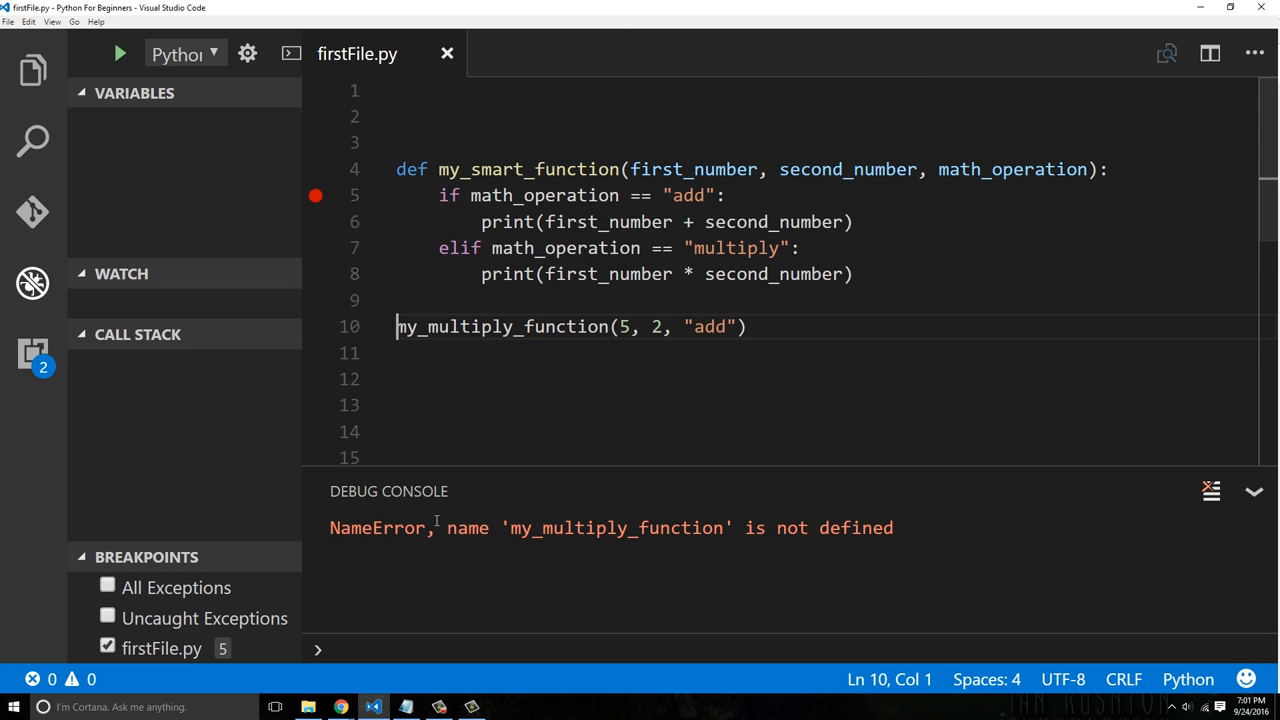 firstFile.py - Python For Beginners - Visual Studio Code
File Edit View Go Help
Pythor
firstFile.py
VARIABLES
WATCH
CALL STACK
2
BREAKPOINTS
All Exceptions
Uncaught Exceptions
firstFile.py 5
1
2
3
4 def my_smart_function(first_number, second_number, math_operation):
5 if math_operation == "add":
6 print(first_number + second_number)
7 elif math_operation == "multiply":
8 print(first_number * second_number)
9
10 my_multiply_function(5, 2, "add")
11
12
13
14
15
DEBUG CONSOLE
NameError, name 'my_multiply_function' is not defined
0 0
Ln 10, Col 1 Spaces: 4 UTF-8 CRLF Python
I'm Cortana. Ask me anything.
7:01 PM
9/24/2016